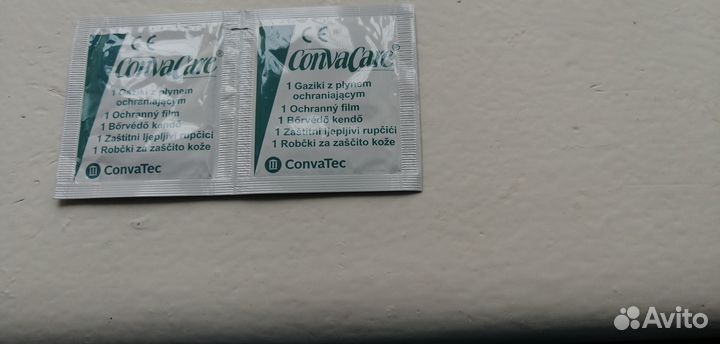 CE
ConvaCare®
1 Gaziki z płynem
ochraniającym
1 Ochranný film
1 Bőrvédő kendő
1 Zaštitni ljepljivi rupčići
1 Robčki za zaščito kože
ConvaTec
CE
ConvaCare®
1 Gaziki z płynem
ochraniającym
1 Ochranný film
1 Bőrvédő kendő
1 Zaštitni ljepljivi rupčići
1 Robčki za zaščito kože
ConvaTec
Avito